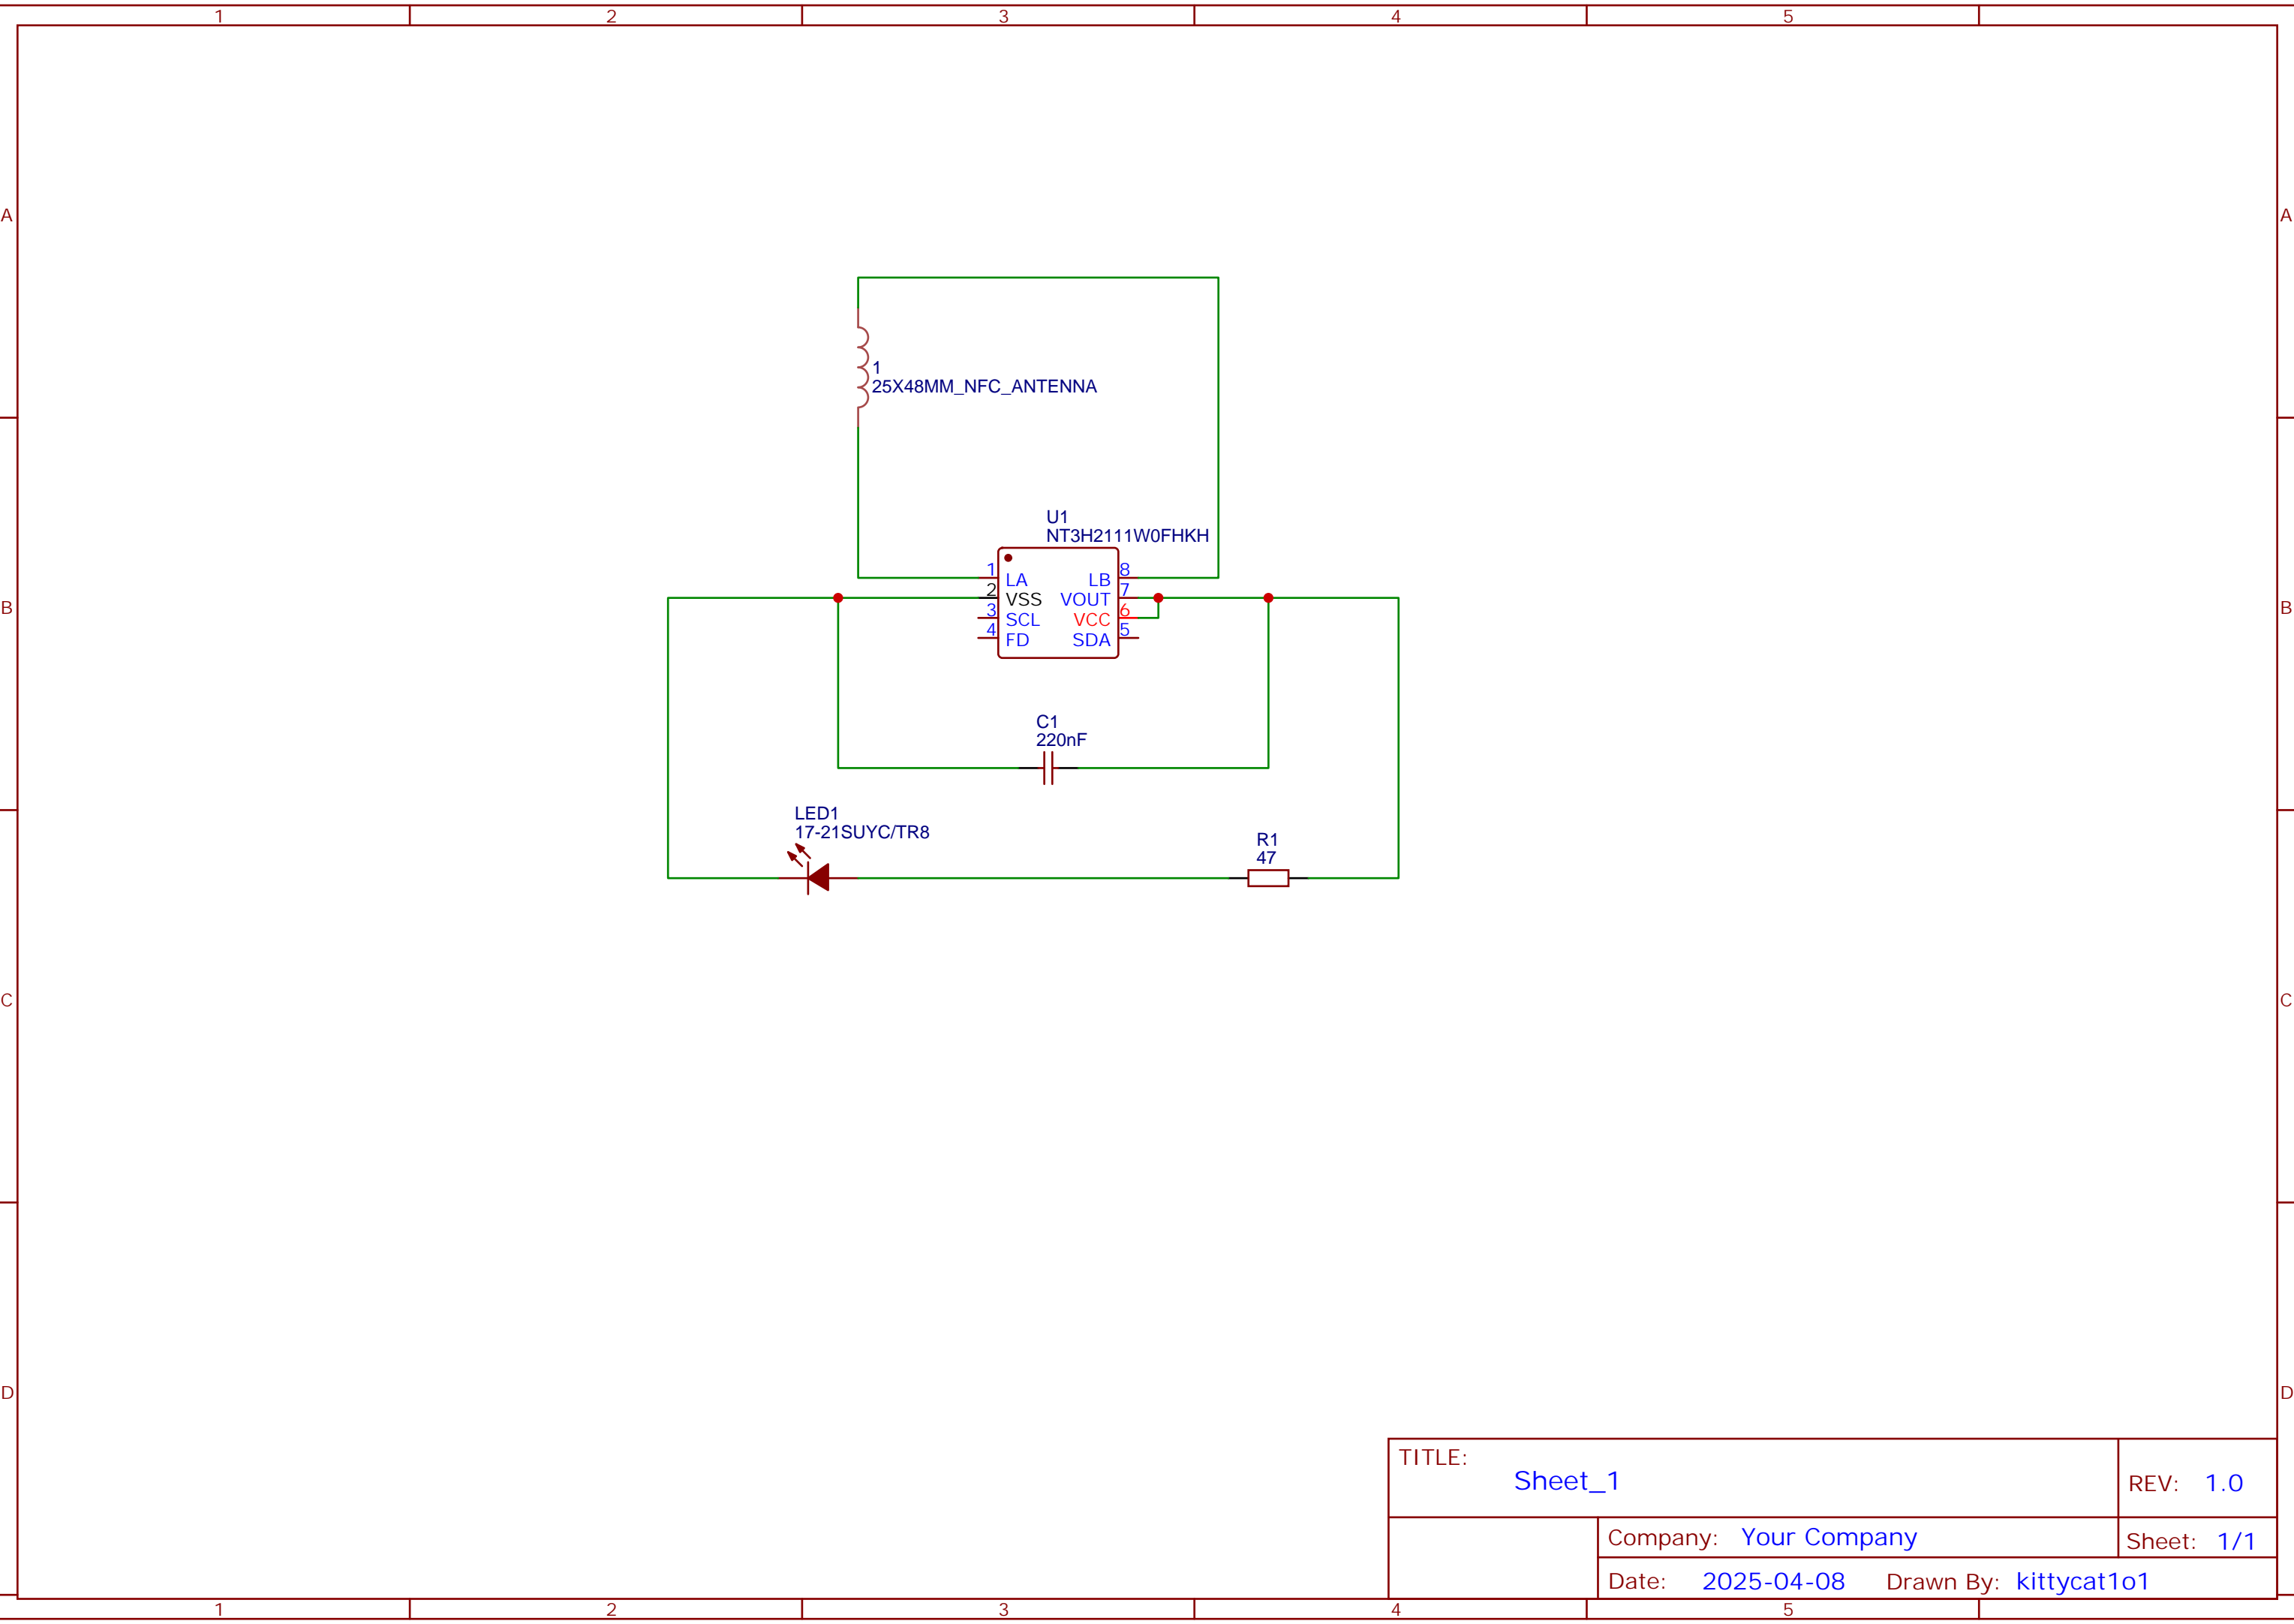 1 2 3 4 5
A A
1
25X48MM_NFC_ANTENNA
U1
NT3H2111W0FHKH
1 LA LB 8
2 VSS VOUT 7
3 SCL VCC 6
4 FD SDA 5
B B
C1
220nF
LED1
17-21SUYC/TR8
R1
47
C C
D D
TITLE:
Sheet_1
REV: 1.0
Company: Your Company
Sheet: 1/1
Date: 2025-04-08 Drawn By: kittycat1o1
1 2 3 4 5